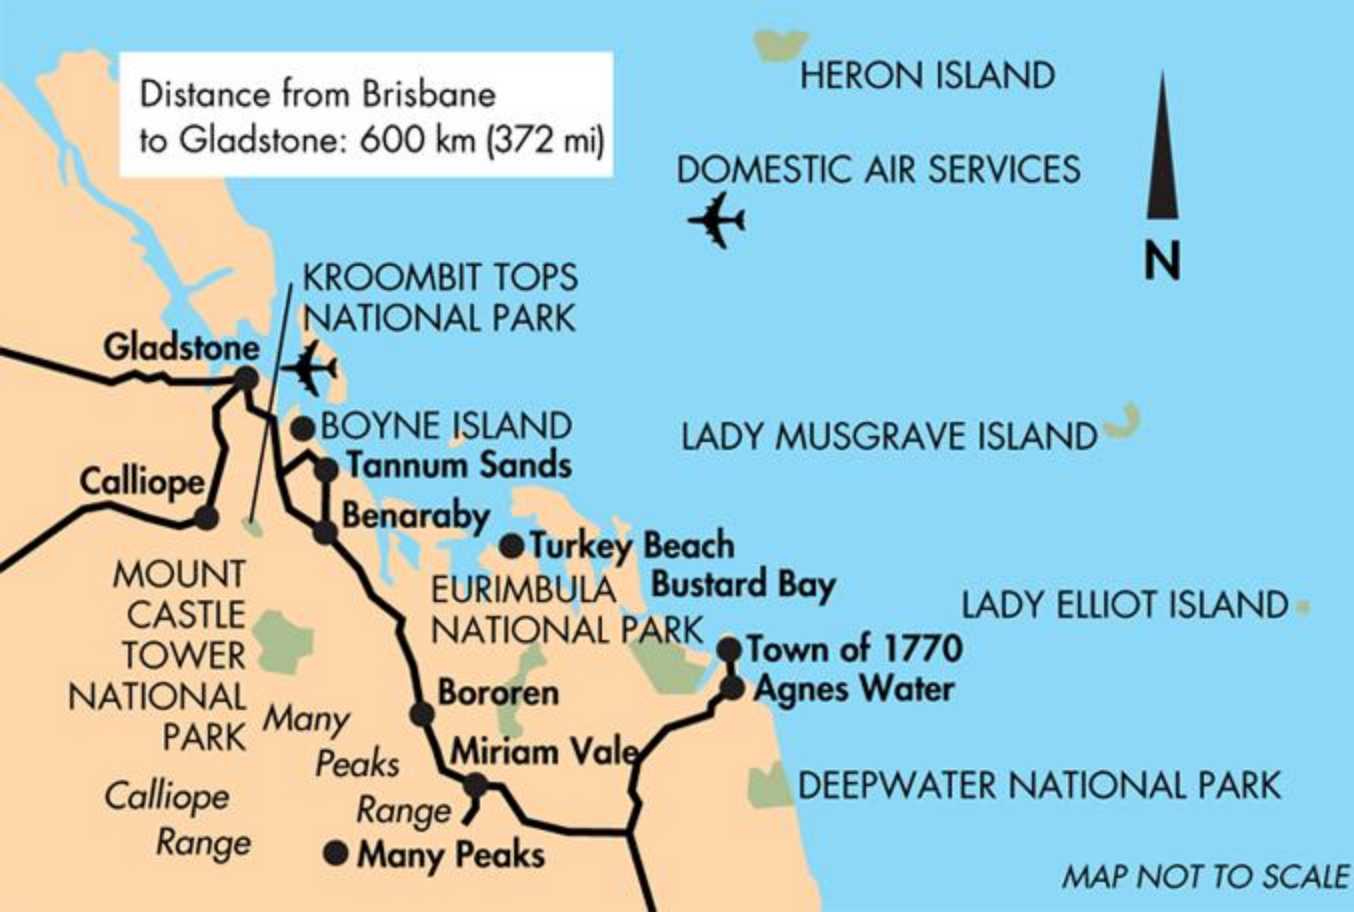 Distance from Brisbane
to Gladstone: 600 km (372 mi)
HERON ISLAND
DOMESTIC AIR SERVICES
N
KROOMBIT TOPS
NATIONAL PARK
Gladstone
BOYNE ISLAND
LADY MUSGRAVE ISLAND
Tannum Sands
Calliope
Benaraby
Turkey Beach
MOUNT
CASTLE
TOWER
NATIONAL
PARK
EURIMBULA
NATIONAL PARK
Bustard Bay
LADY ELLIOT ISLAND
Town of 1770
Agnes Water
Bororen
Many
Peaks
Range
Miriam Vale
Calliope
Range
DEEPWATER NATIONAL PARK
Many Peaks
MAP NOT TO SCALE